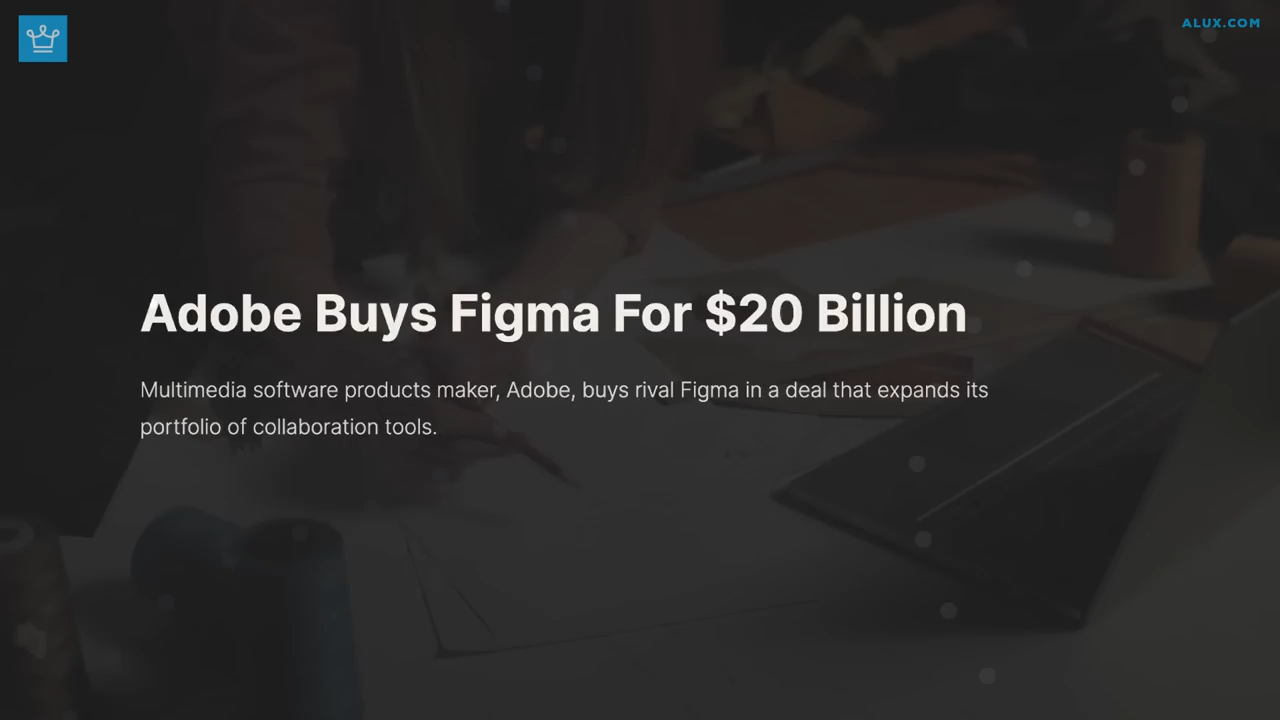 ALUX.COM
Adobe Buys Figma For $20 Billion
Multimedia software products maker, Adobe, buys rival Figma in a deal that expands its
portfolio of collaboration tools.